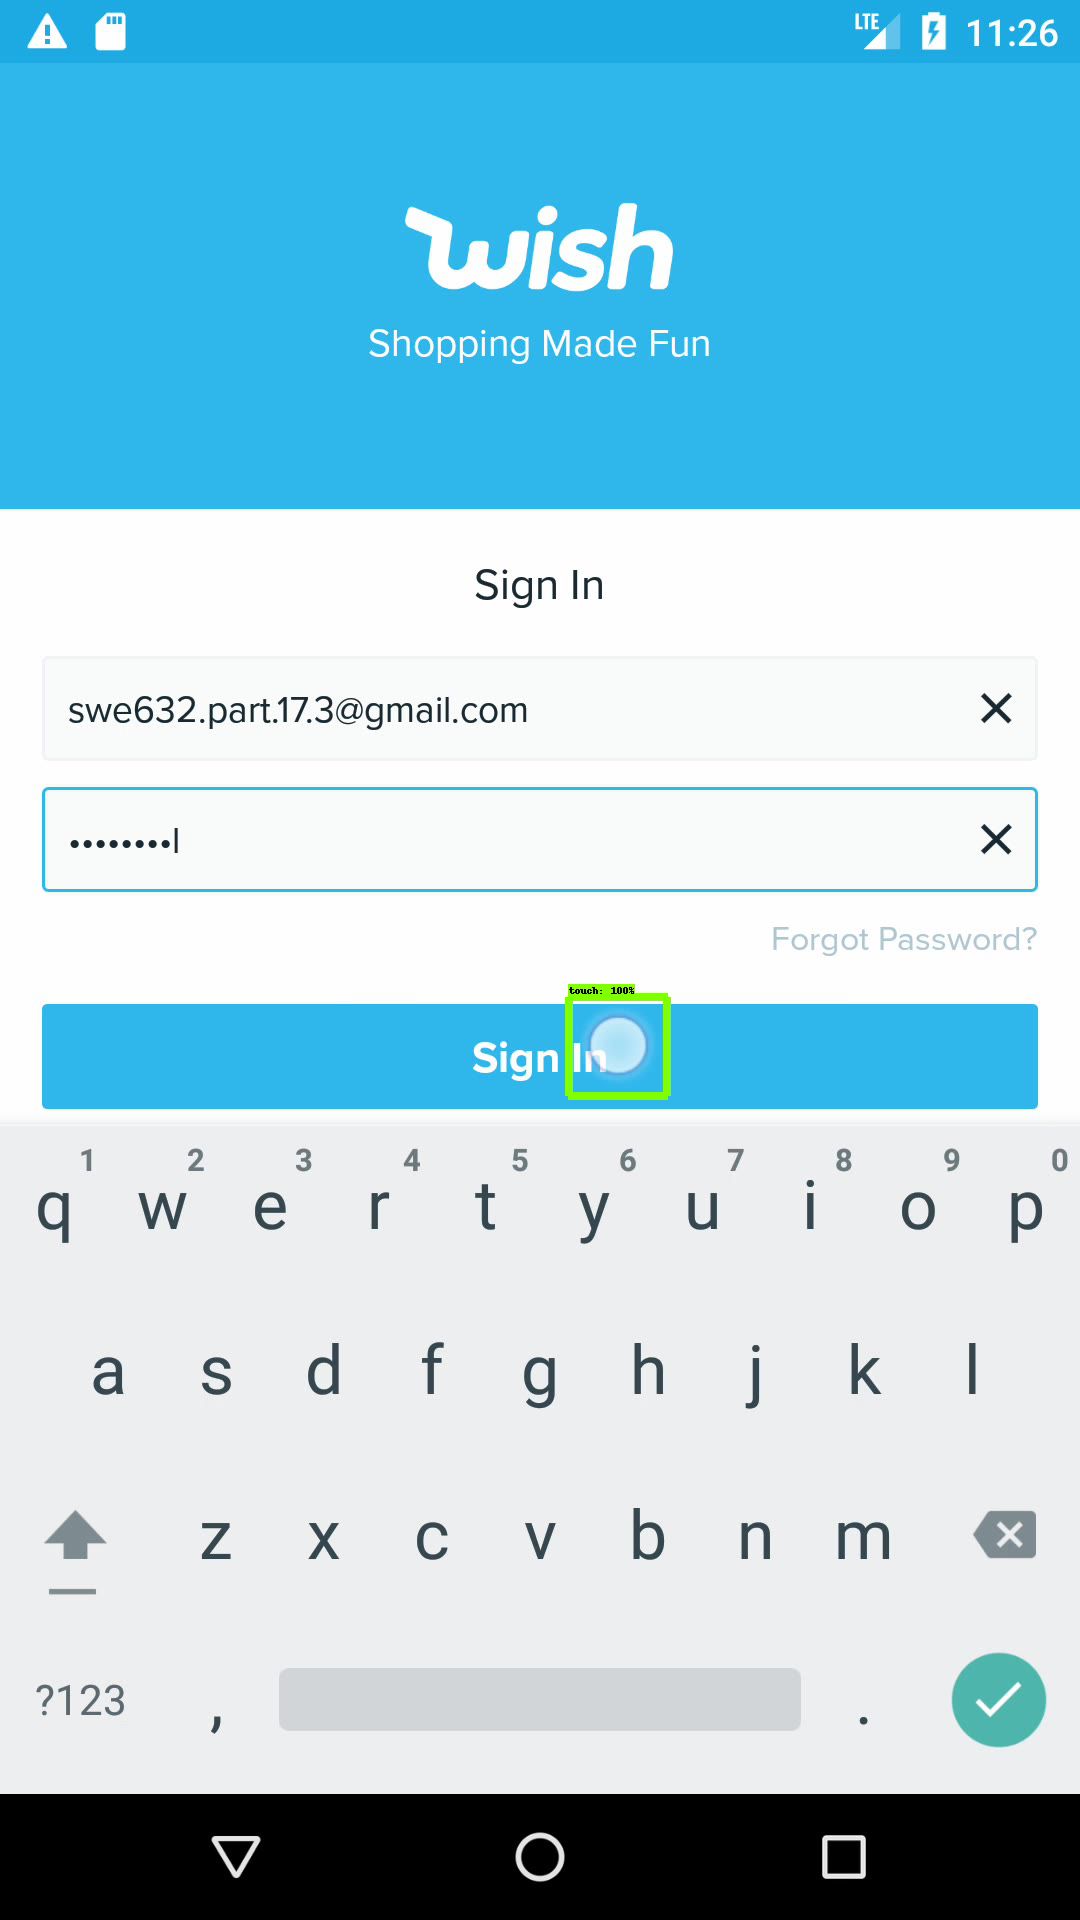 LTE 11:26
wish
Shopping Made Fun
Sign In
swe632.part.17.3@gmail.com
••••••••
Forgot Password?
touch: 100%
Sign In
1 2 3 4 5 6 7 8 9 0
q w e r t y u i o p
a s d f g h j k l
z x c v b n m
?123 , .